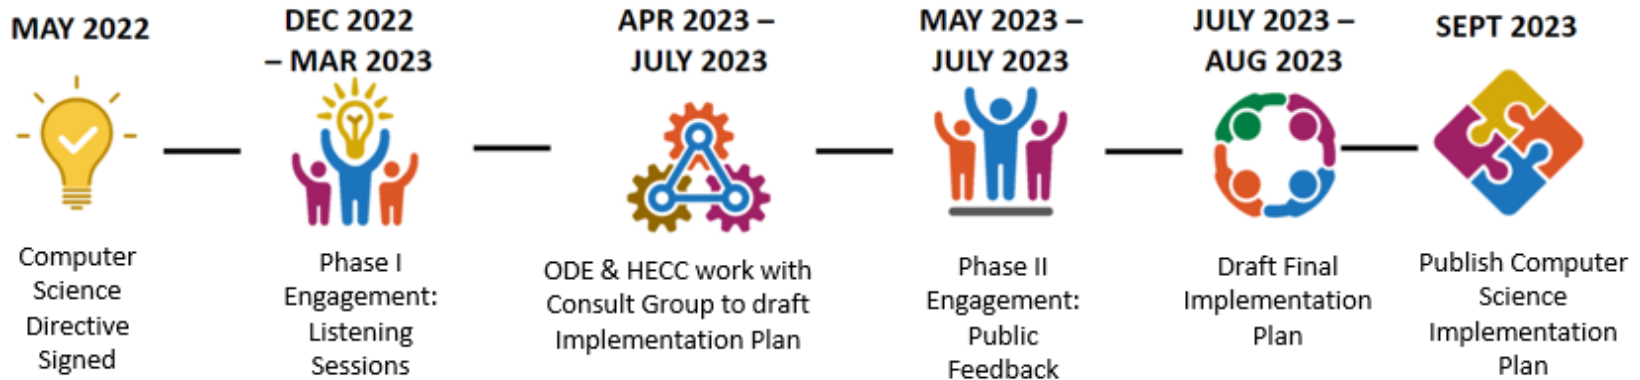 MAY 2022
Computer
Science
Directive
Signed
DEC 2022
– MAR 2023
Phase I
Engagement:
Listening
Sessions
APR 2023 –
JULY 2023
ODE & HECC work with
Consult Group to draft
Implementation Plan
MAY 2023 –
JULY 2023
Phase II
Engagement:
Public
Feedback
JULY 2023 –
AUG 2023
Draft Final
Implementation
Plan
SEPT 2023
Publish Computer
Science
Implementation
Plan